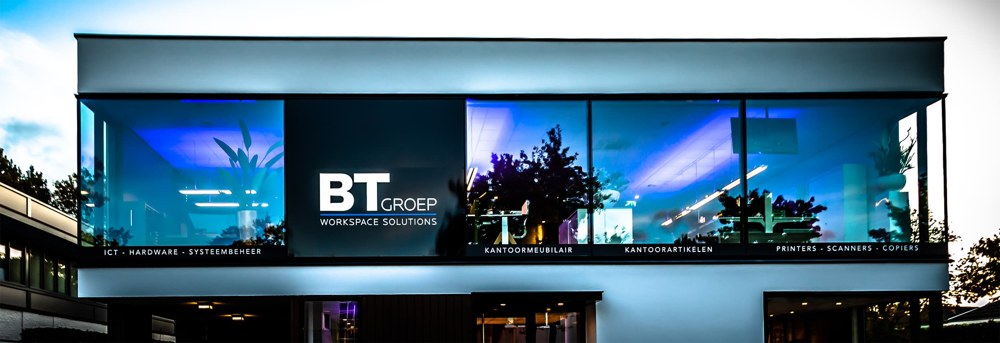 BT GROEP
WORKSPACE SOLUTIONS
ICT - HARDWARE - SYSTEEMBEHEER
KANTOORMEUBILAIR
KANTOORARTIKELEN
PRINTERS - SCANNERS - COPIERS